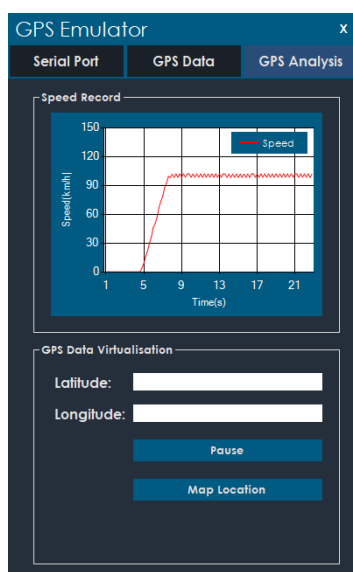 GPS Emulator x
Serial Port GPS Data GPS Analysis
Speed Record
Speed
150
120
90
60
30
0
Speed[km/h]
1 5 9 13 17 21
Time(s)
GPS Data Virtualisation
Latitude:
Longitude:
Pause
Map Location